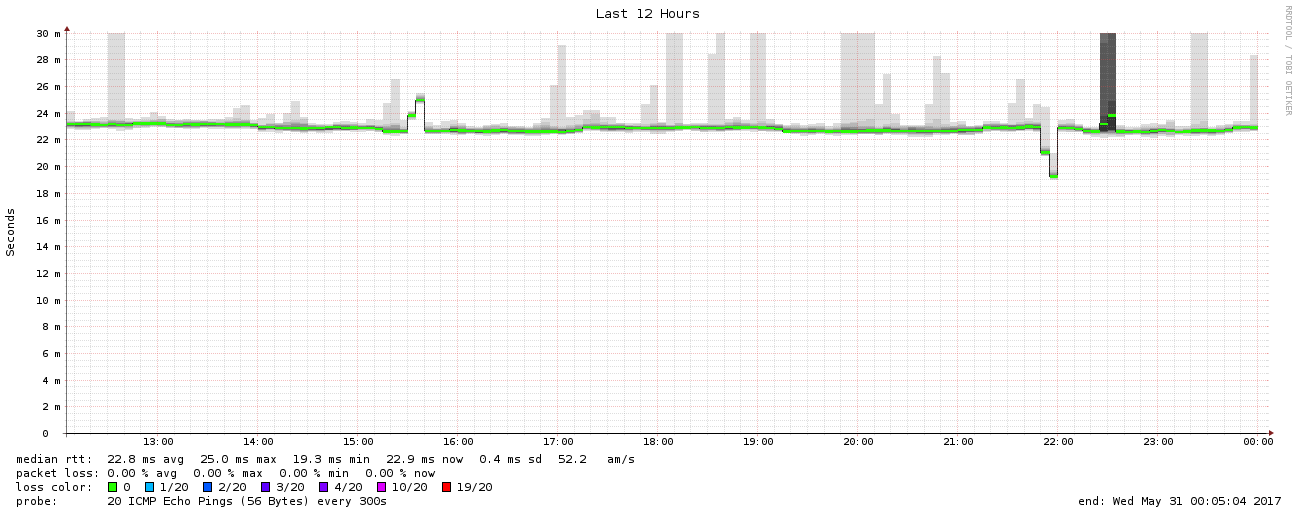 Last 12 Hours
RRDTOOL / TOBI OETIKER
Seconds
30 m
28 m
26 m
24 m
22 m
20 m
18 m
16 m
14 m
12 m
10 m
8 m
6 m
4 m
2 m
0
13:00 14:00 15:00 16:00 17:00 18:00 19:00 20:00 21:00 22:00 23:00 00:00
median rtt: 22.8 ms avg 25.0 ms max 19.3 ms min 22.9 ms now 0.4 ms sd 52.2 am/s
packet loss: 0.00 % avg 0.00 % max 0.00 % min 0.00 % now
loss color: 0 1/20 2/20 3/20 4/20 10/20 19/20
probe: 20 ICMP Echo Pings (56 Bytes) every 300s end: Wed May 31 00:05:04 2017